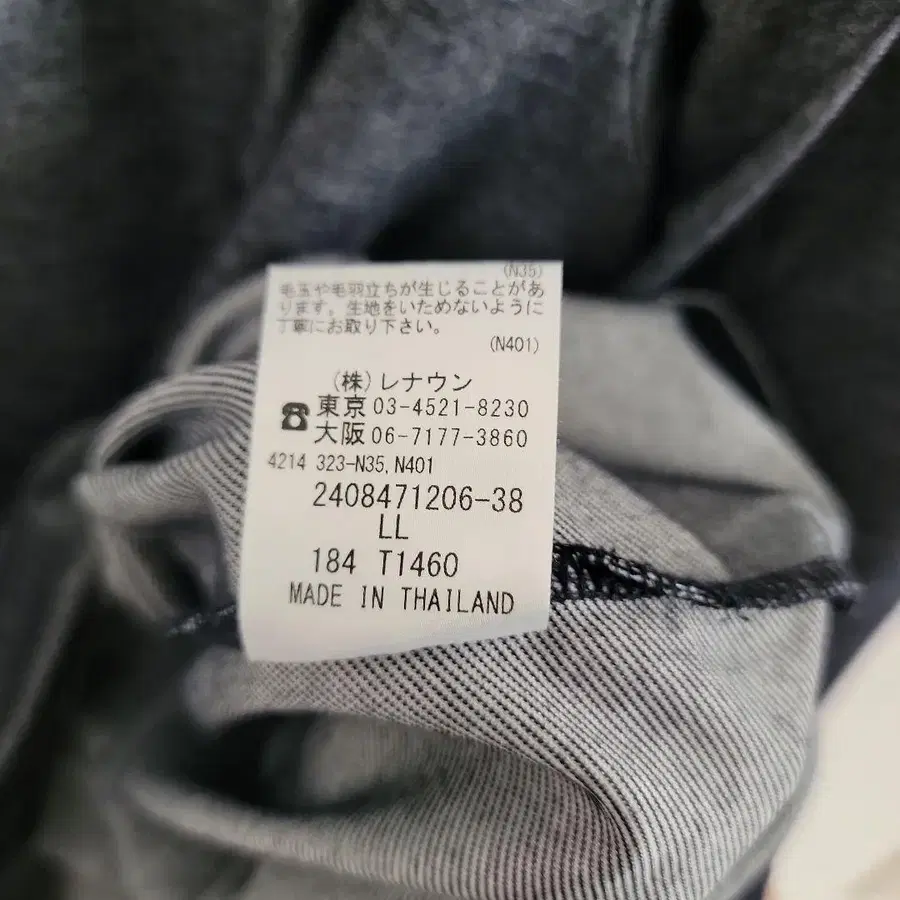 (N35)
毛玉や毛羽立ちが生じることがあ
ります。生地をいためないように
丁寧にお取り下さい。
(N401)
(株)レナウン
☎東京 03-4521-8230
大阪 06-7177-3860
4214 323-N35,N401
2408471206-38
LL
184 T1460
MADE IN THAILAND